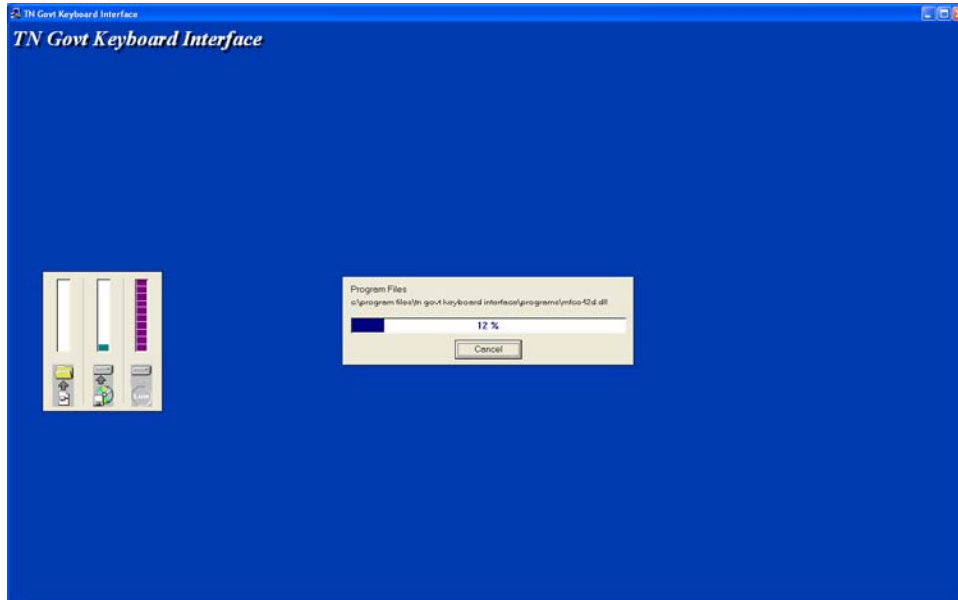 TN Govt Keyboard Interface
TN Govt Keyboard Interface
Program Files
c:\program files\tn govt keyboard interface\programs\mfco42d.dll
12 %
Cancel